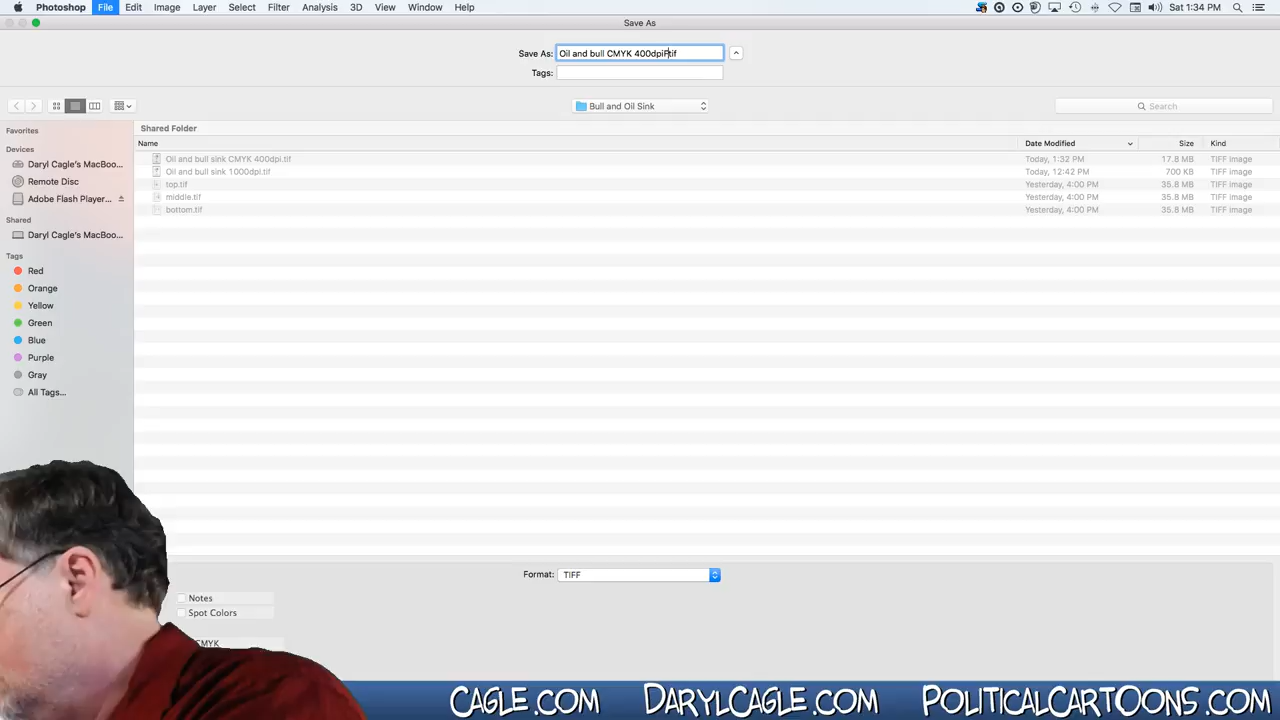 Photoshop File Edit Image Layer Select Filter Analysis 3D View Window Help Sat 1:34 PM
Save As
Save As: Oil and bull CMYK 400dpiFtif
Tags:
Bull and Oil Sink
Search
Favorites
Devices
Daryl Cagle's MacBoo...
Remote Disc
Adobe Flash Player...
Shared
Daryl Cagle's MacBoo...
Tags
Red
Orange
Yellow
Green
Blue
Purple
Gray
All Tags...
Shared Folder
Name Date Modified Size Kind
Oil and bull sink CMYK 400dpi.tif Today, 1:32 PM 17.8 MB TIFF image
Oil and bull sink 1000dpi.tif Today, 12:42 PM 700 KB TIFF image
top.tif Yesterday, 4:00 PM 35.8 MB TIFF image
middle.tif Yesterday, 4:00 PM 35.8 MB TIFF image
bottom.tif Yesterday, 4:00 PM 35.8 MB TIFF image
Format: TIFF
Notes
Spot Colors
CMYK
CAGLE.COM DARYLCAGLE.COM POLITICALCARTOONS.COM